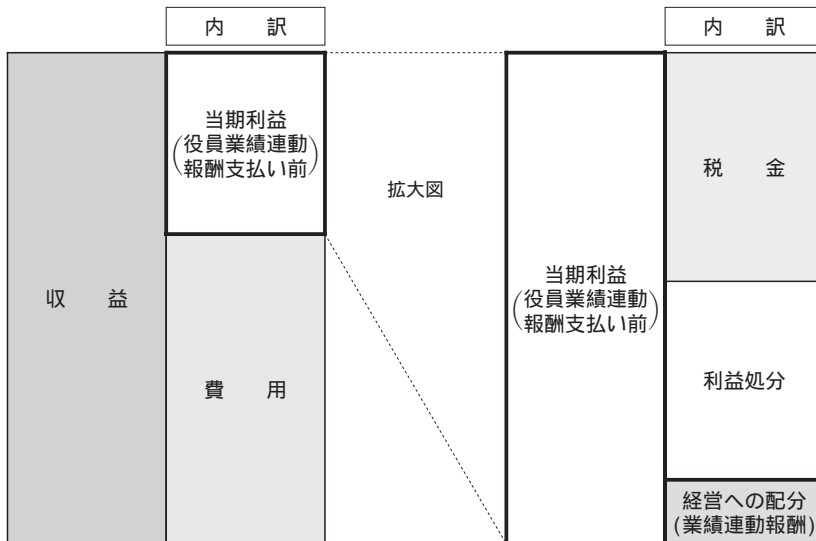 内 訳
内 訳
収 益
当期利益
(役員業績連動
報酬支払い前)
費 用
拡大図
当期利益
(役員業績連動
報酬支払い前)
税 金
利益処分
経営への配分
(業績連動報酬)